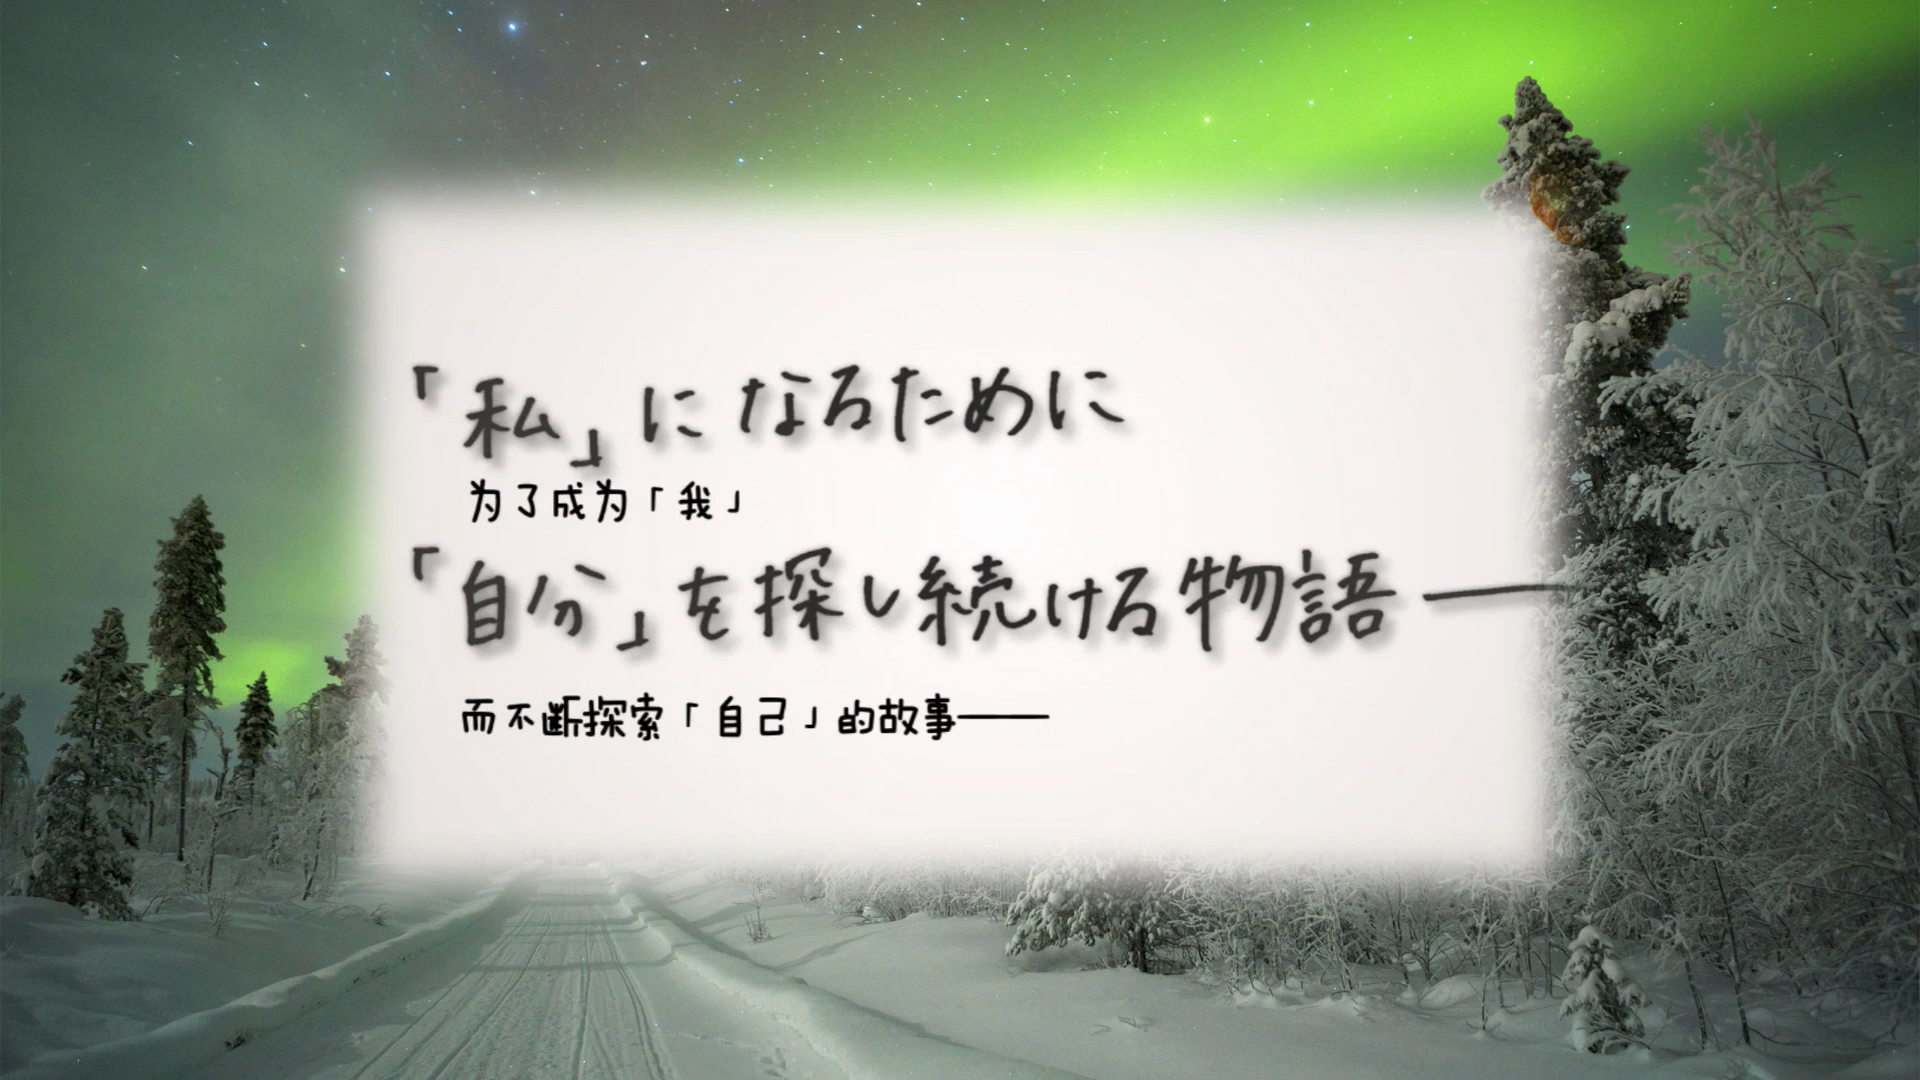 「私」になるために
为了成为「我」
「自分」を探し続ける物語—
而不断探索「自己」的故事——